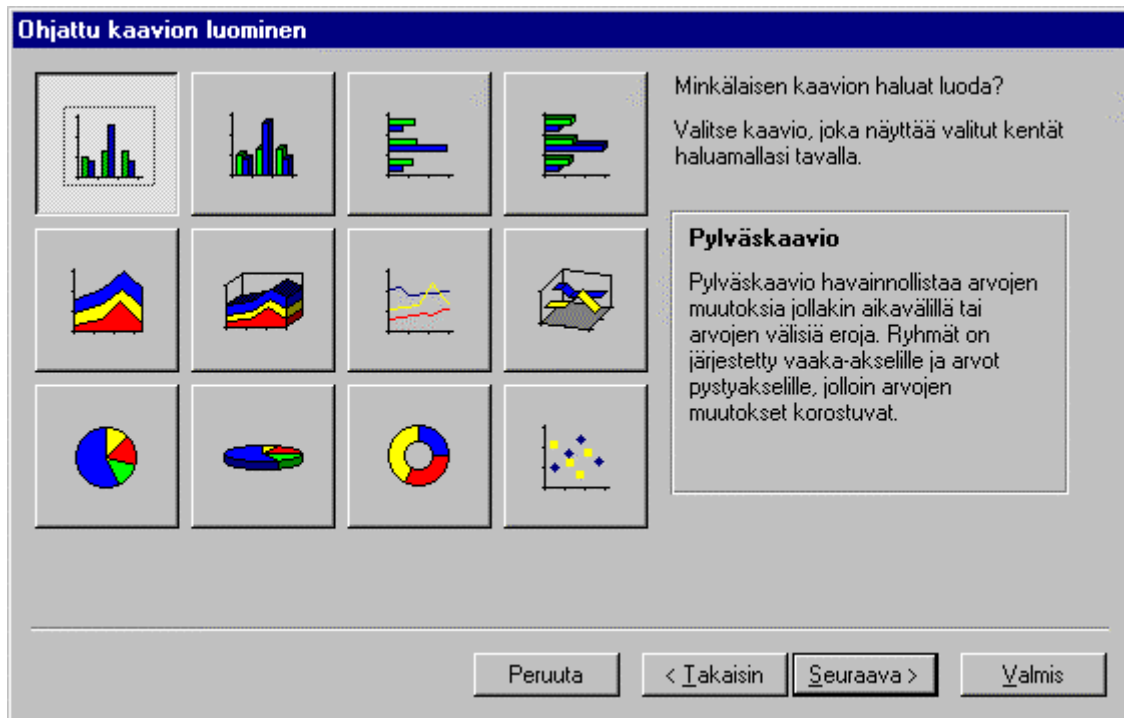 Ohjattu kaavion luominen
Minkälaisen kaavion haluat luoda?
Valitse kaavio, joka näyttää valitut kentät
haluamallasi tavalla.
Pylväskaavio
Pylväskaavio havainnollistaa arvojen
muutoksia jollakin aikavälillä tai
arvojen välisiä eroja. Ryhmät on
järjestetty vaaka-akselille ja arvot
pystyakselille, jolloin arvojen
muutokset korostuvat.
Peruuta
< Takaisin
Seuraava >
Valmis